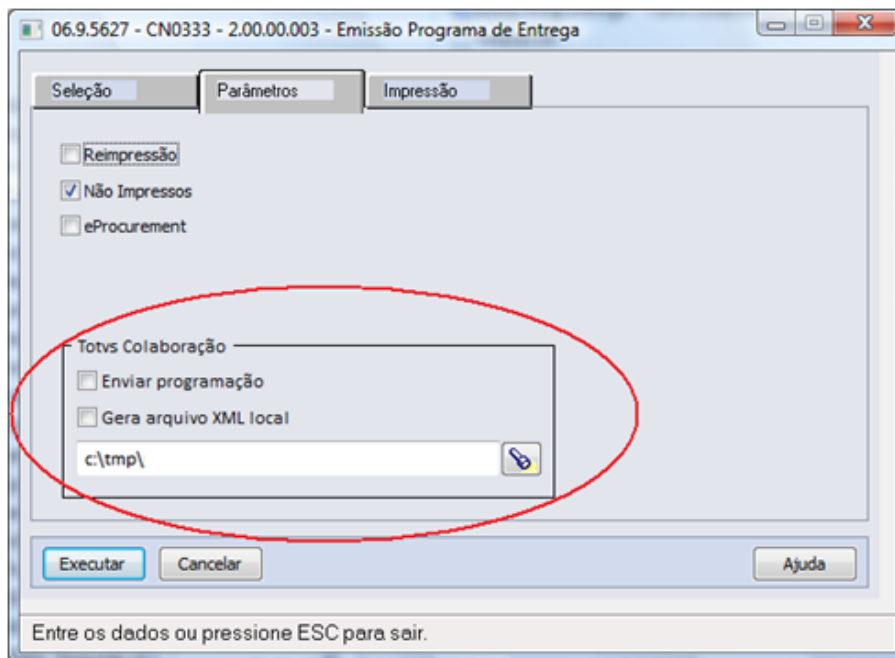 06.9.5627 - CN0333 - 2.00.00.003 - Emissão Programa de Entrega
Seleção
Parâmetros
Impressão
Reimpressão
Não Impressos
eProcurement
Totvs Colaboração
Enviar programação
Gera arquivo XML local
c:\tmp\
Executar
Cancelar
Ajuda
Entre os dados ou pressione ESC para sair.